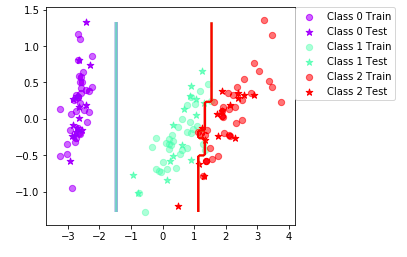 1.5
1.0
0.5
0.0
−0.5
−1.0
−3
−2
−1
0
1
2
3
4
Class 0 Train
Class 0 Test
Class 1 Train
Class 1 Test
Class 2 Train
Class 2 Test